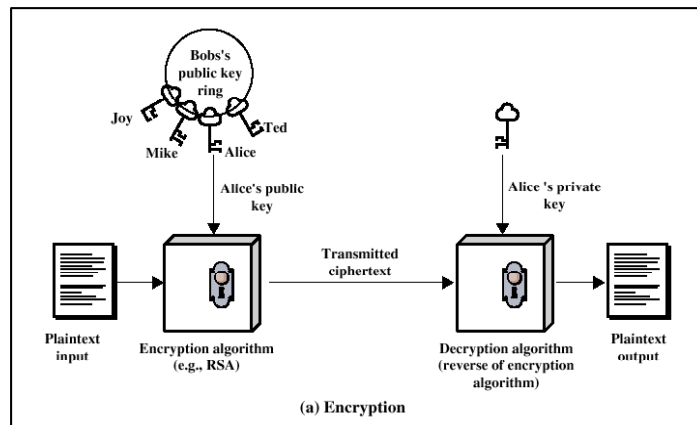 Bobs's
public key
ring
Joy
Ted
Mike
Alice
Alice's public
key
Alice 's private
key
Transmitted
ciphertext
Plaintext
input
Encryption algorithm
(e.g., RSA)
Decryption algorithm
(reverse of encryption
algorithm)
Plaintext
output
(a) Encryption